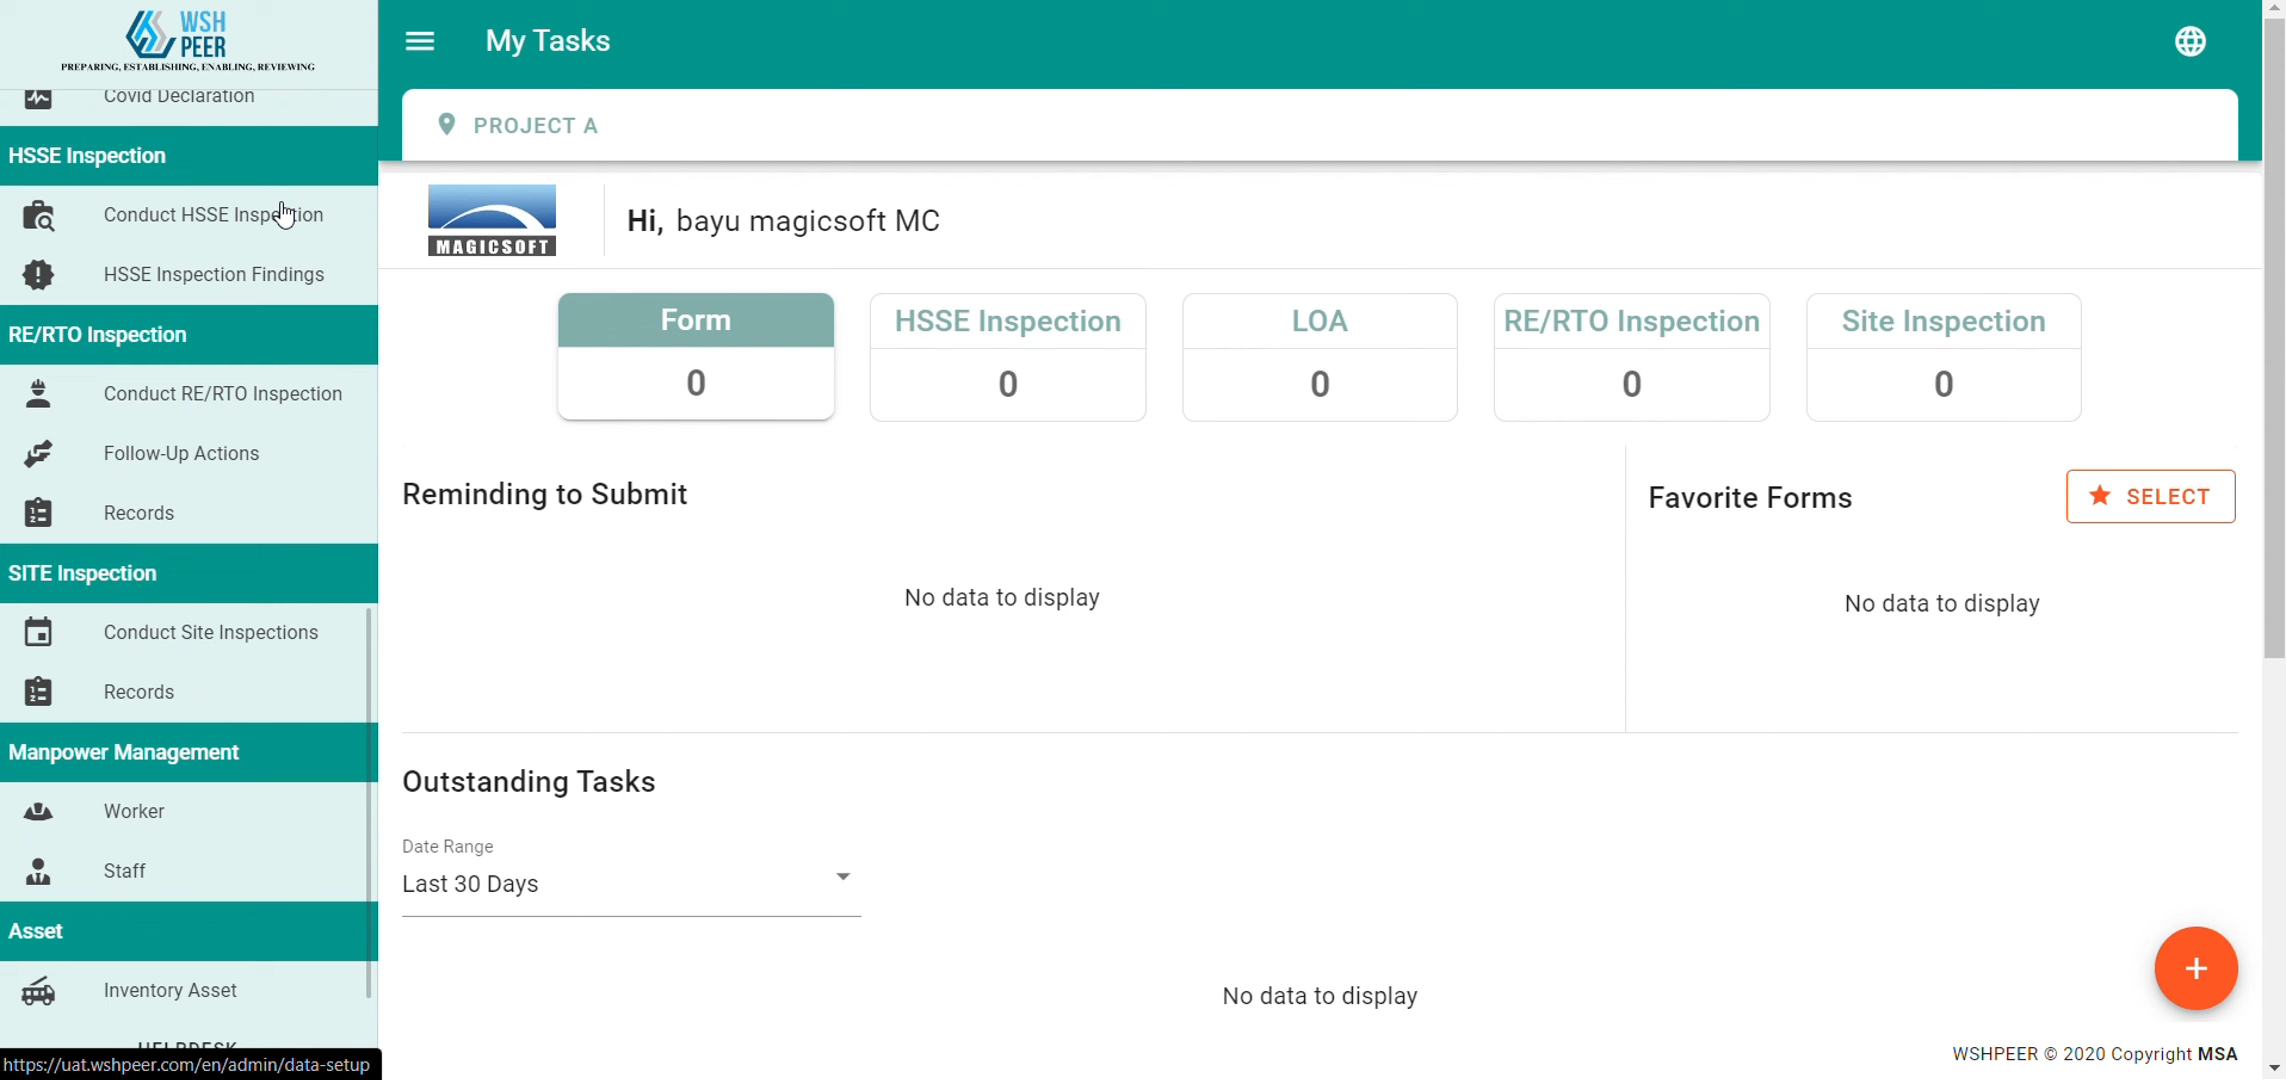 WSH
PEER
PREPARING, ESTABLISHING, ENABLING, REVIEWING
Covid Declaration
HSSE Inspection
Conduct HSSE Inspection
HSSE Inspection Findings
RE/RTO Inspection
Conduct RE/RTO Inspection
Follow-Up Actions
Records
SITE Inspection
Conduct Site Inspections
Records
Manpower Management
Worker
Staff
Asset
Inventory Asset
HELPDESK
https://uat.wshpeer.com/en/admin/data-setup
My Tasks
PROJECT A
MAGICSOFT
Hi, bayu magicsoft MC
Form
0
HSSE Inspection
0
LOA
0
RE/RTO Inspection
0
Site Inspection
0
Reminding to Submit
No data to display
Favorite Forms
SELECT
No data to display
Outstanding Tasks
Date Range
Last 30 Days
No data to display
WSHPEER © 2020 Copyright MSA